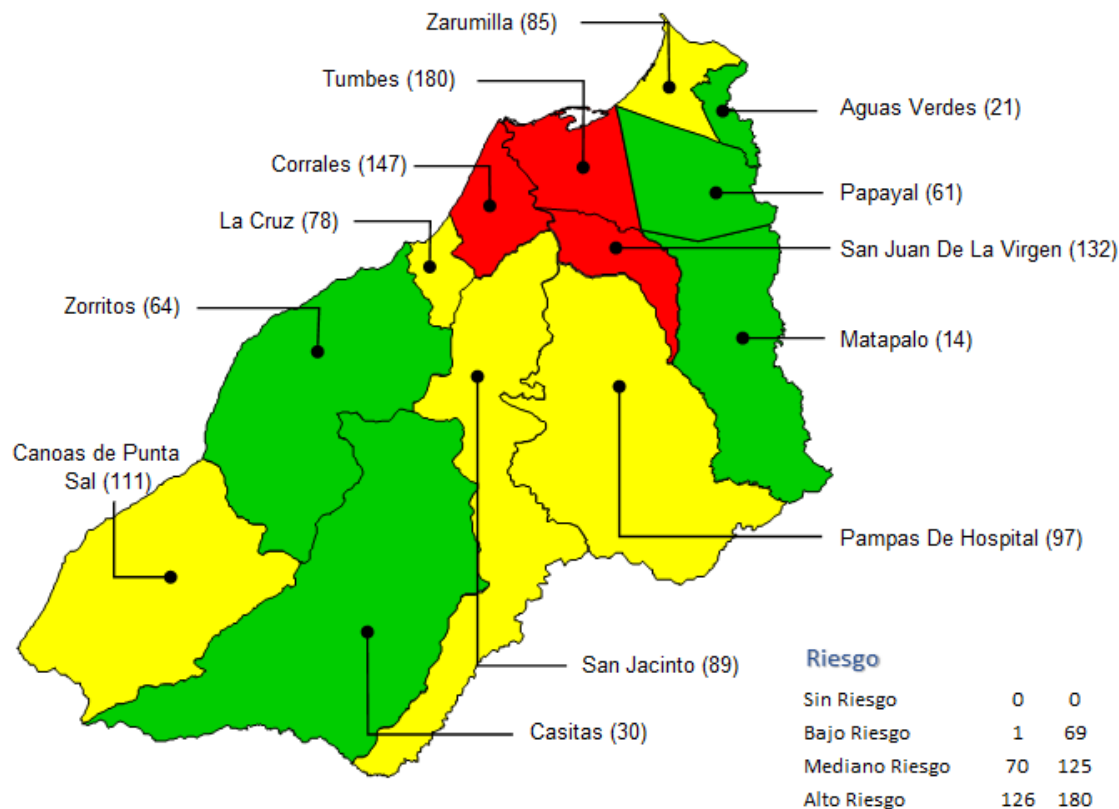 Zarumilla (85)
Tumbes (180)
Aguas Verdes (21)
Corrales (147)
Papayal (61)
La Cruz (78)
San Juan De La Virgen (132)
Zorritos (64)
Matapalo (14)
Canoas de Punta
Sal (111)
Pampas De Hospital (97)
San Jacinto (89)
Casitas (30)
Riesgo
Sin Riesgo 0 0
Bajo Riesgo 1 69
Mediano Riesgo 70 125
Alto Riesgo 126 180